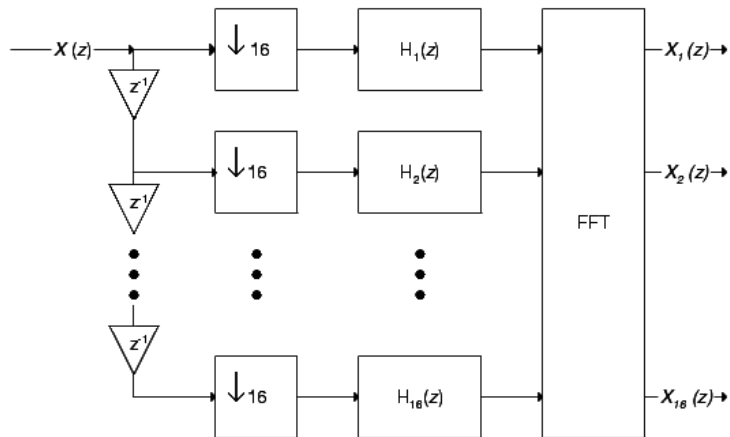 X(z) ↓ 16 H₁(z) X₁(z)
z⁻¹
↓ 16 H₂(z) X₂(z)
z⁻¹
FFT
z⁻¹
↓ 16 H₁₆(z) X₁₆(z)